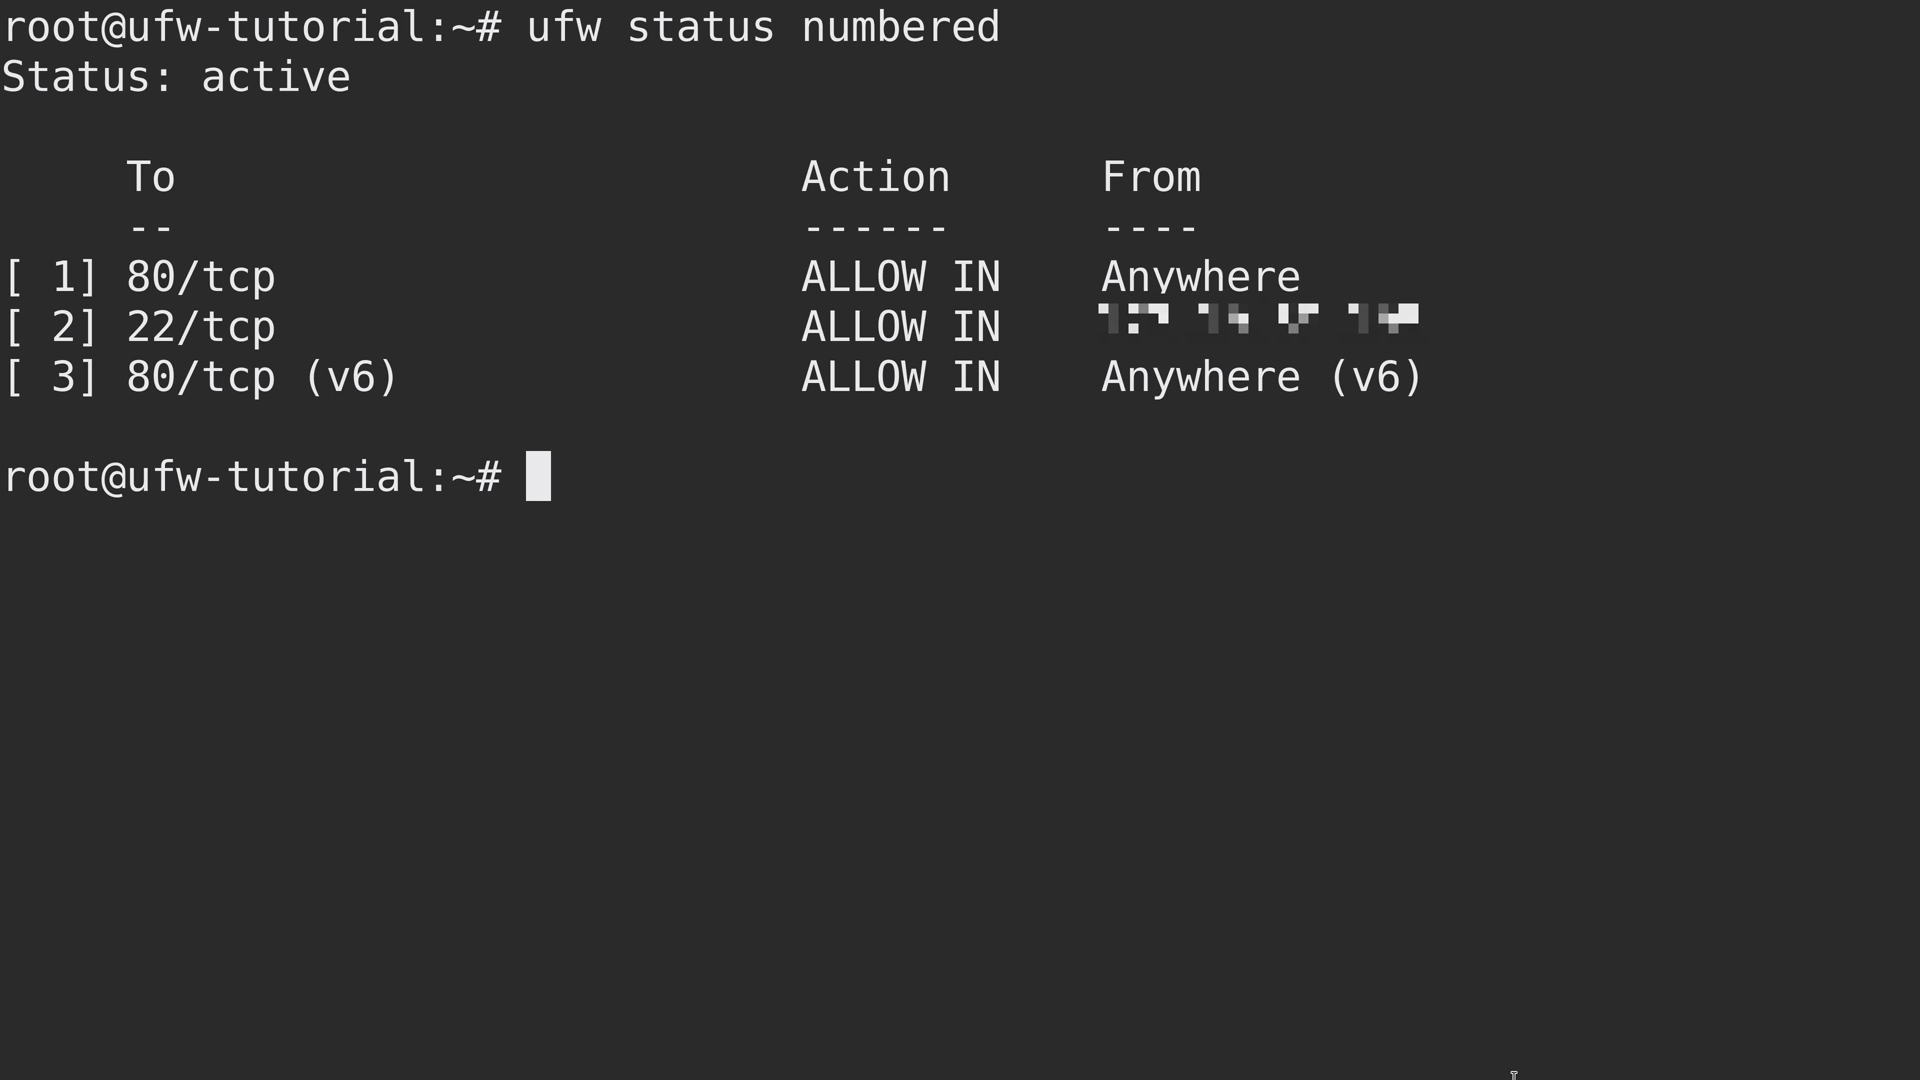 root@ufw-tutorial:~# ufw status numbered
Status: active
To Action From
-- ------ ----
[ 1] 80/tcp ALLOW IN Anywhere
[ 2] 22/tcp ALLOW IN
[ 3] 80/tcp (v6) ALLOW IN Anywhere (v6)
root@ufw-tutorial:~#